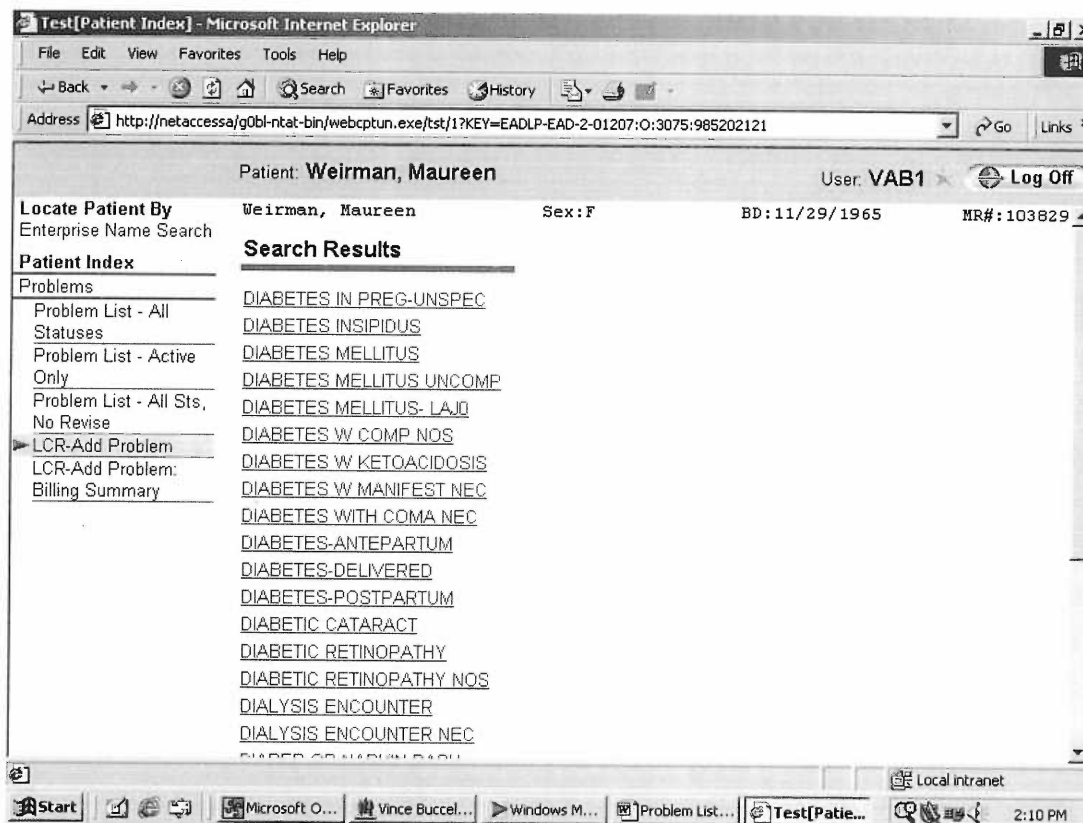 Test[Patient Index] - Microsoft Internet Explorer
File Edit View Favorites Tools Help
Back Search Favorites History
Address http://netaccessa/g0bl-ntat-bin/webcptun.exe/tst/1?KEY=EADLP-EAD-2-01207:O:3075:985202121 Go Links
Patient: Weirman, Maureen User: VAB1 Log Off
Locate Patient By
Enterprise Name Search
Patient Index
Problems
Problem List - All
Statuses
Problem List - Active
Only
Problem List - All Sts,
No Revise
LCR-Add Problem
LCR-Add Problem:
Billing Summary
Weirman, Maureen Sex:F BD:11/29/1965 MR#:103829
Search Results
DIABETES IN PREG-UNSPEC
DIABETES INSIPIDUS
DIABETES MELLITUS
DIABETES MELLITUS UNCOMP
DIABETES MELLITUS- LAJ0
DIABETES W COMP NOS
DIABETES W KETOACIDOSIS
DIABETES W MANIFEST NEC
DIABETES WITH COMA NEC
DIABETES-ANTEPARTUM
DIABETES-DELIVERED
DIABETES-POSTPARTUM
DIABETIC CATARACT
DIABETIC RETINOPATHY
DIABETIC RETINOPATHY NOS
DIALYSIS ENCOUNTER
DIALYSIS ENCOUNTER NEC
Local intranet
Start Microsoft O... Vince Buccel... Windows M... Problem List... Test[Patie... 2:10 PM